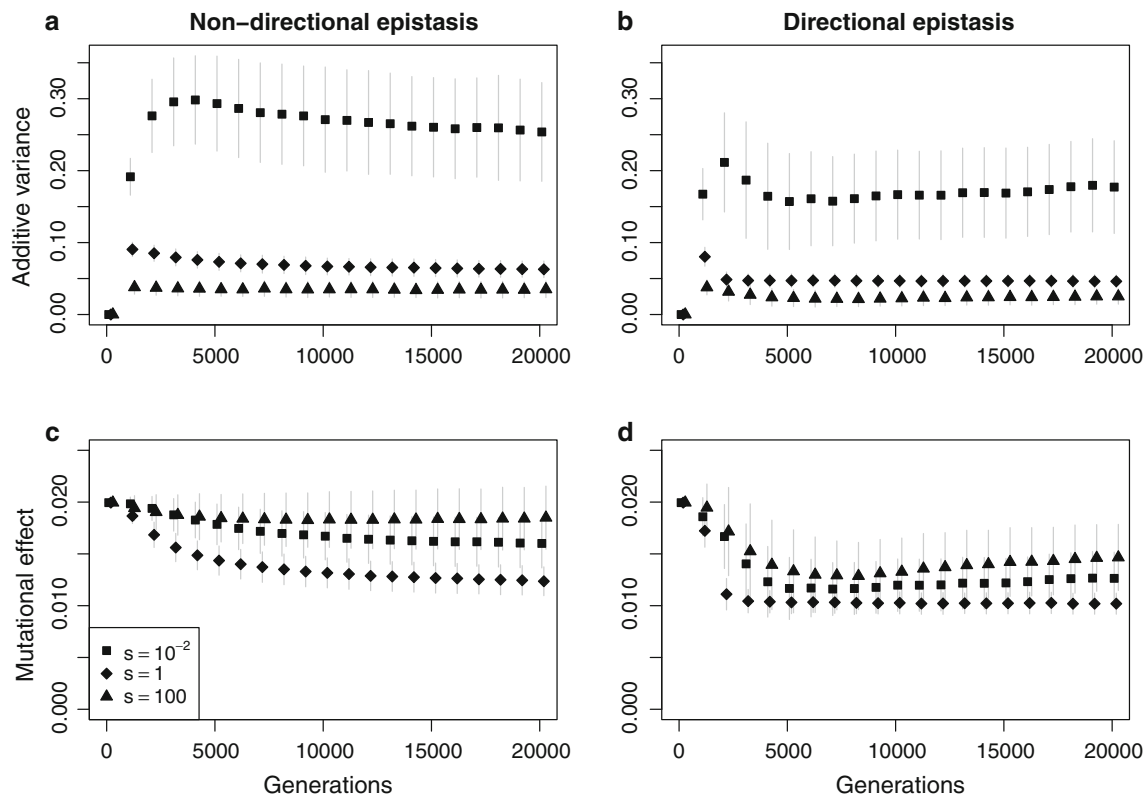 a Non−directional epistasis
b Directional epistasis
Additive variance
0.00 0.10 0.20 0.30
0 5000 10000 15000 20000
0 5000 10000 15000 20000
0.00 0.10 0.20 0.30
c
d
Mutational effect
0.000 0.010 0.020
s = 10⁻²
s = 1
s = 100
0.000 0.010 0.020
0 5000 10000 15000 20000
0 5000 10000 15000 20000
Generations
Generations